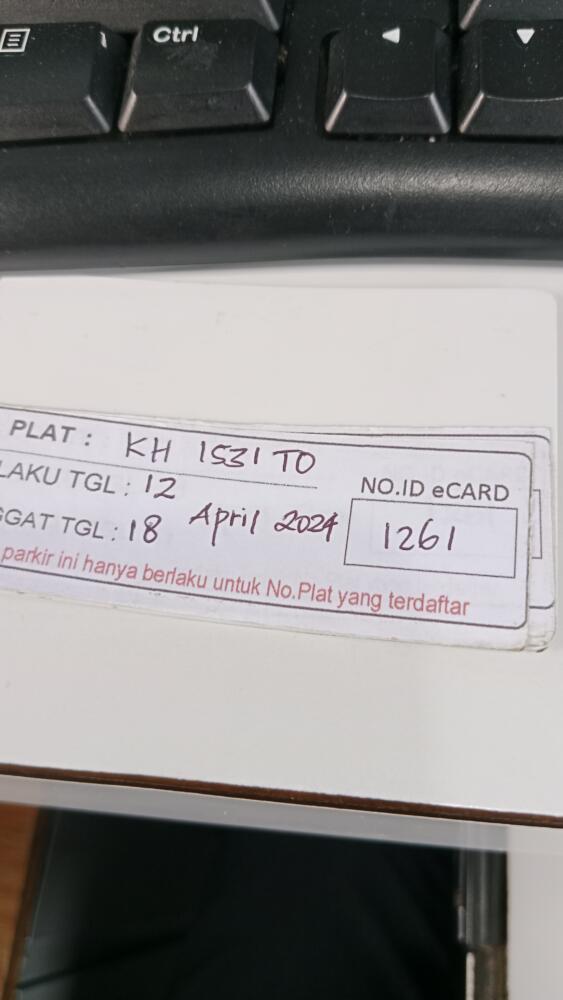 Ctrl
PLAT : KH 1531 TO
LAKU TGL : 12
NO.ID eCARD
GGAT TGL : 18 April 2024
1261
parkir ini hanya berlaku untuk No.Plat yang terdaftar